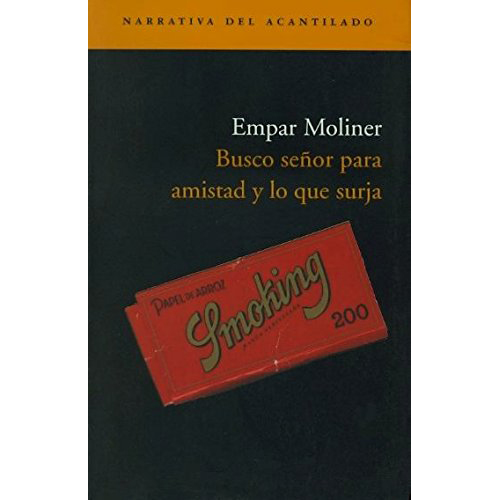 NARRATIVA DEL ACANTILADO
Empar Moliner
Busco señor para
amistad y lo que surja
PAPEL DE ARROZ
Smoking
200